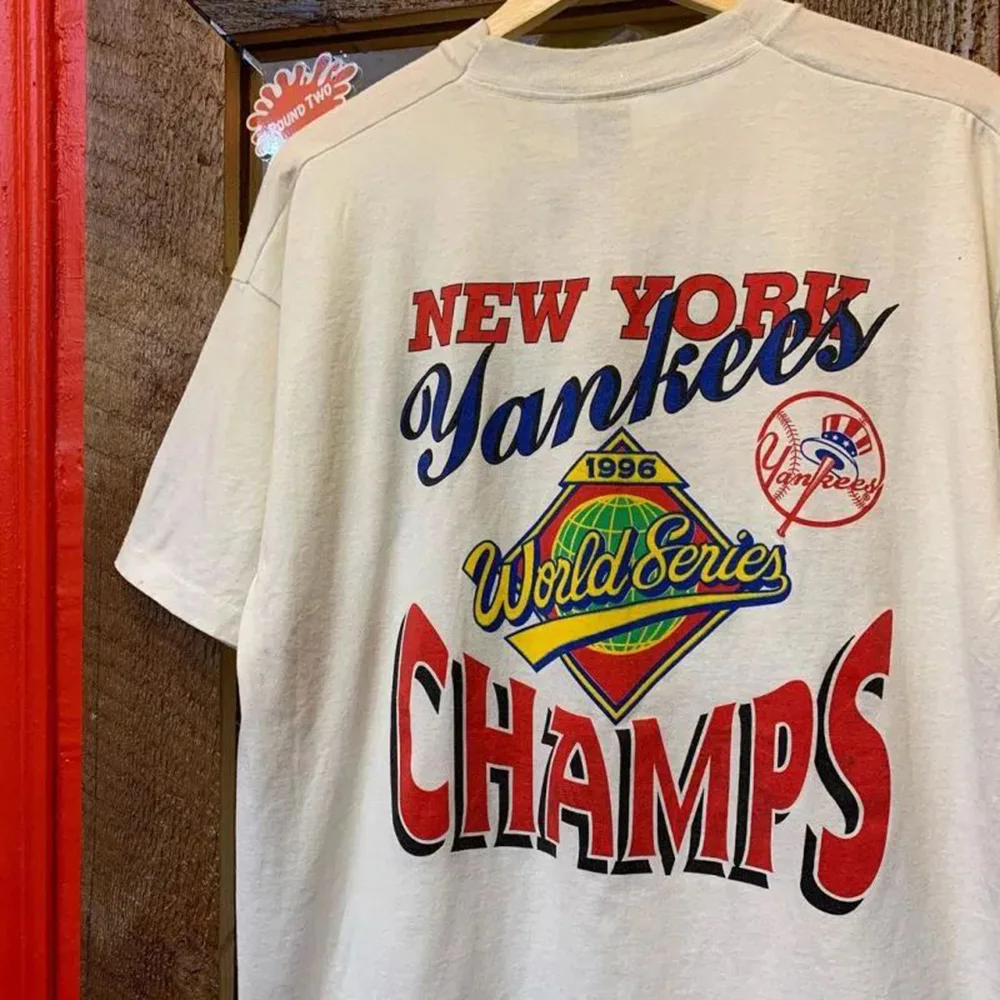 ROUND TWO
NEW YORK
Yankees
Yankees
1996
World Series
CHAMPS